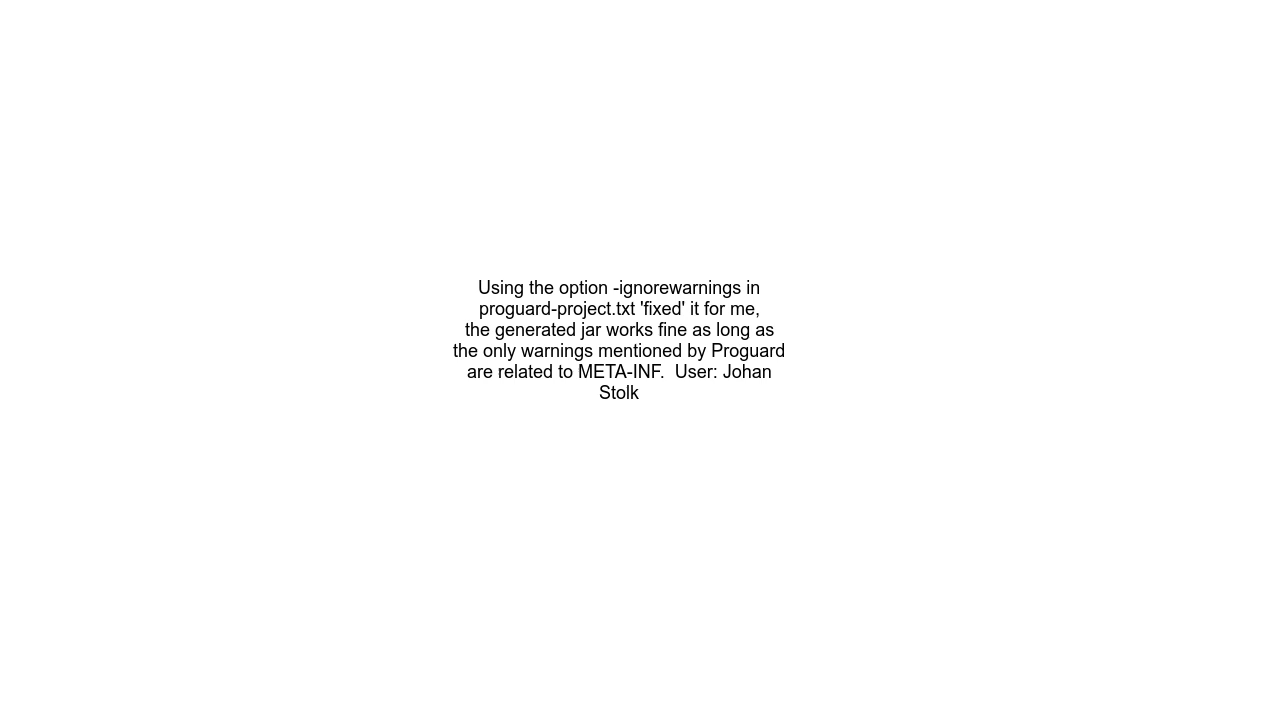 Using the option -ignorewarnings in
proguard-project.txt 'fixed' it for me,
the generated jar works fine as long as
the only warnings mentioned by Proguard
are related to META-INF.  User: Johan
Stolk